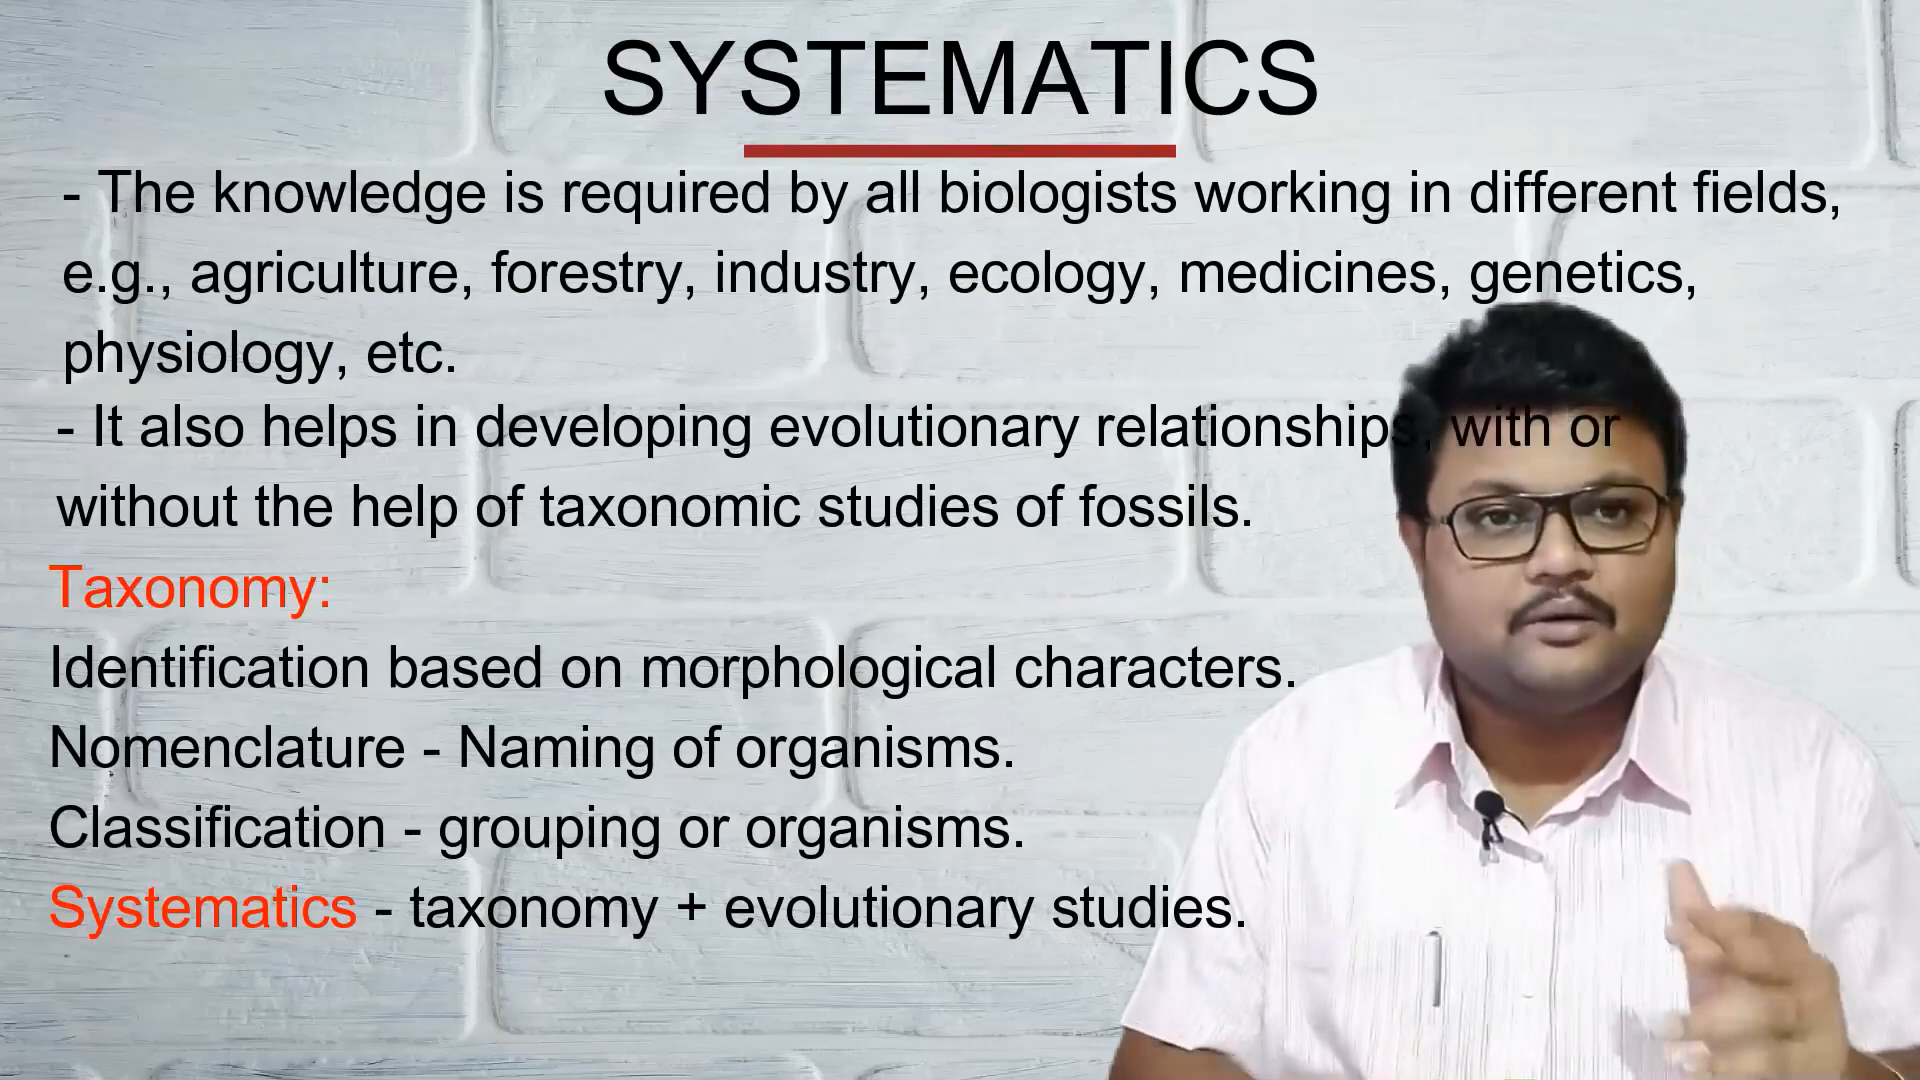 SYSTEMATICS
- The knowledge is required by all biologists working in different fields,
e.g., agriculture, forestry, industry, ecology, medicines, genetics,
physiology, etc.
- It also helps in developing evolutionary relationships, with or
without the help of taxonomic studies of fossils.
Taxonomy:
Identification based on morphological characters.
Nomenclature - Naming of organisms.
Classification - grouping or organisms.
Systematics - taxonomy + evolutionary studies.